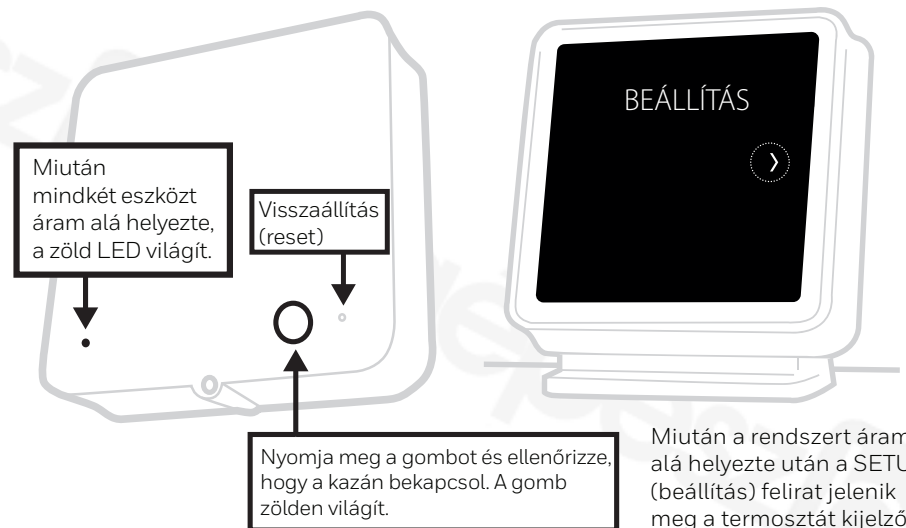 BEÁLLÍTÁS
Miután
mindkét eszközt
áram alá helyezte,
a zöld LED világít.
Visszaállítás
(reset)
Nyomja meg a gombot és ellenőrizze,
hogy a kazán bekapcsol. A gomb
zölden világít.
Miután a rendszert áram
alá helyezte után a SETU
(beállítás) felirat jelenik
meg a termosztát kijelző